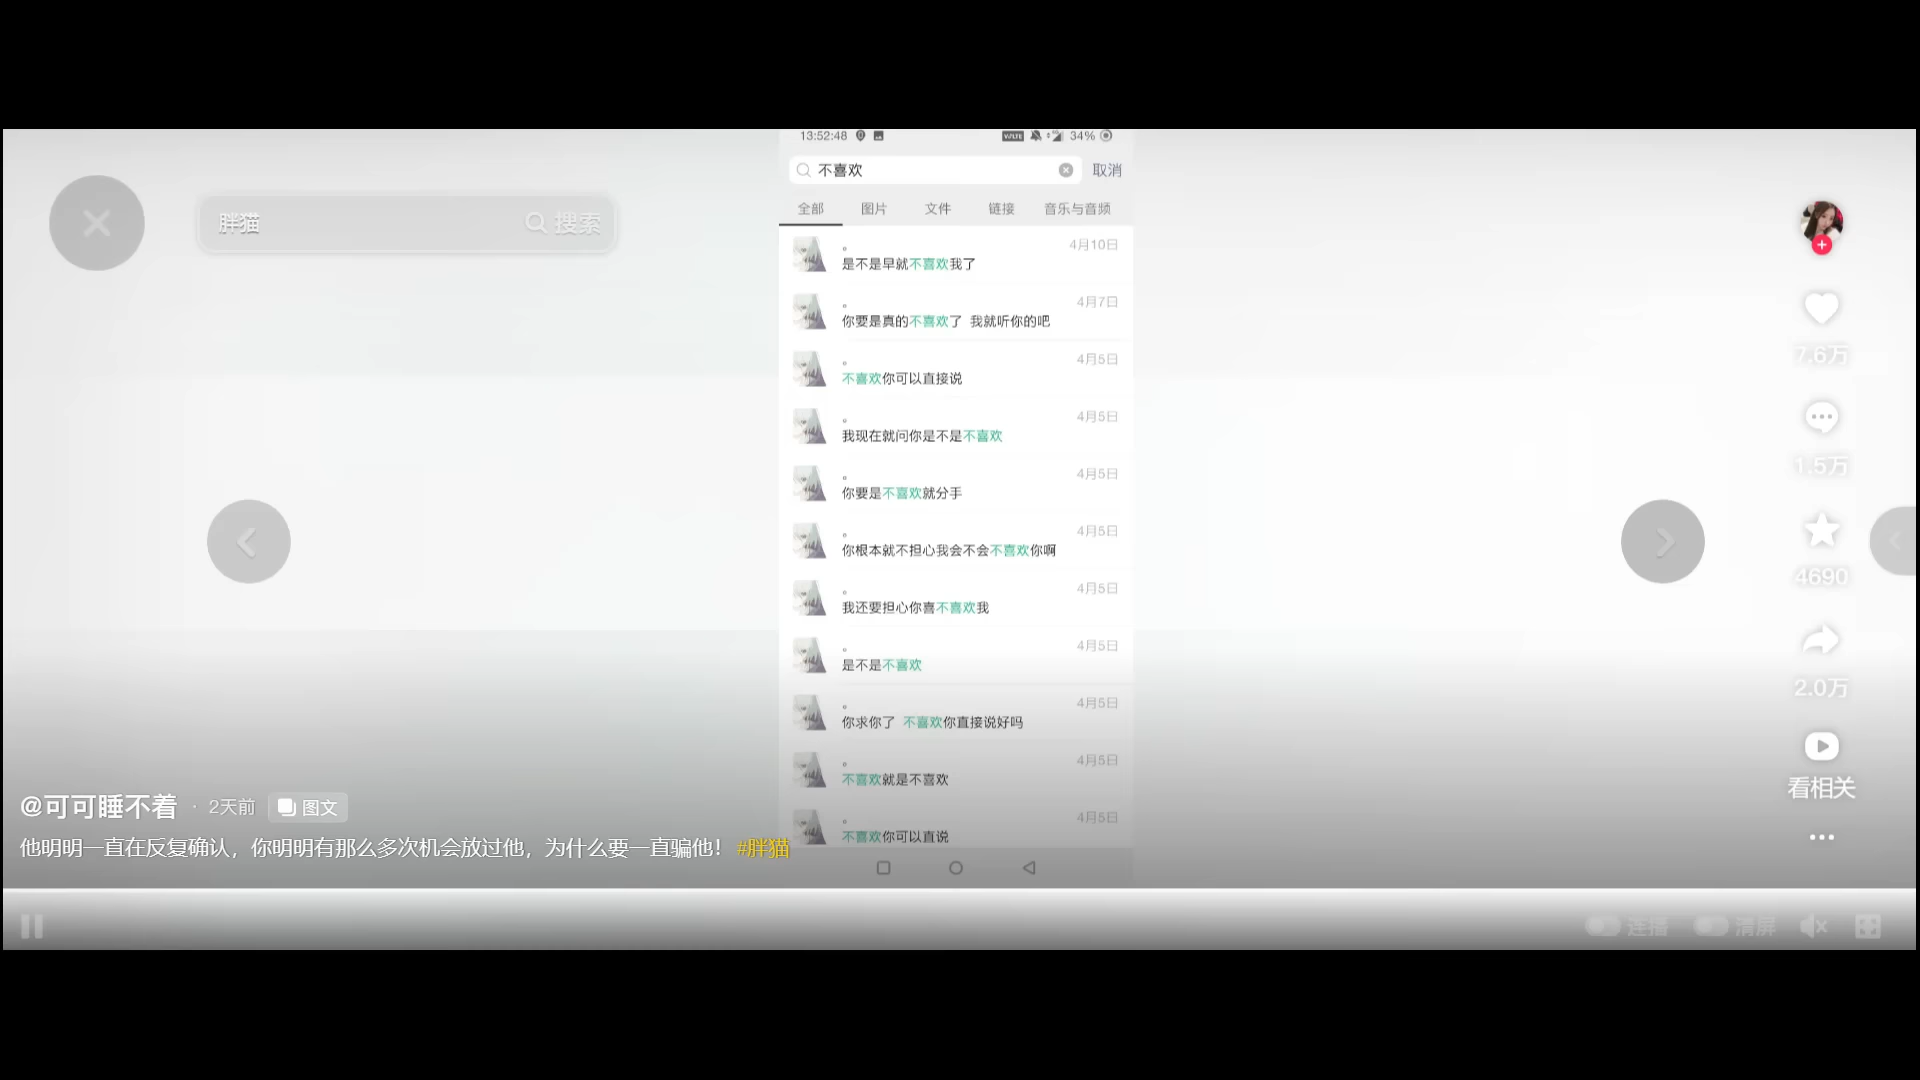 13:52:48
VoLTE
34%
不喜欢
取消
全部
图片
文件
链接
音乐与音频
。
4月10日
是不是早就不喜欢我了
。
4月7日
你要是真的不喜欢了 我就听你的吧
。
4月5日
不喜欢你可以直接说
。
4月5日
我现在就问你是不是不喜欢
。
4月5日
你要是不喜欢就分手
。
4月5日
你根本就不担心我会不会不喜欢你啊
。
4月5日
我还要担心你喜不喜欢我
。
4月5日
是不是不喜欢
。
4月5日
你求你了 不喜欢你直接说好吗
。
4月5日
不喜欢就是不喜欢
。
4月5日
不喜欢你可以直说
胖猫
搜索
7.6万
1.5万
4690
2.0万
看相关
@可可睡不着 · 2天前 图文
他明明一直在反复确认，你明明有那么多次机会放过他，为什么要一直骗他！ #胖猫
连播
清屏